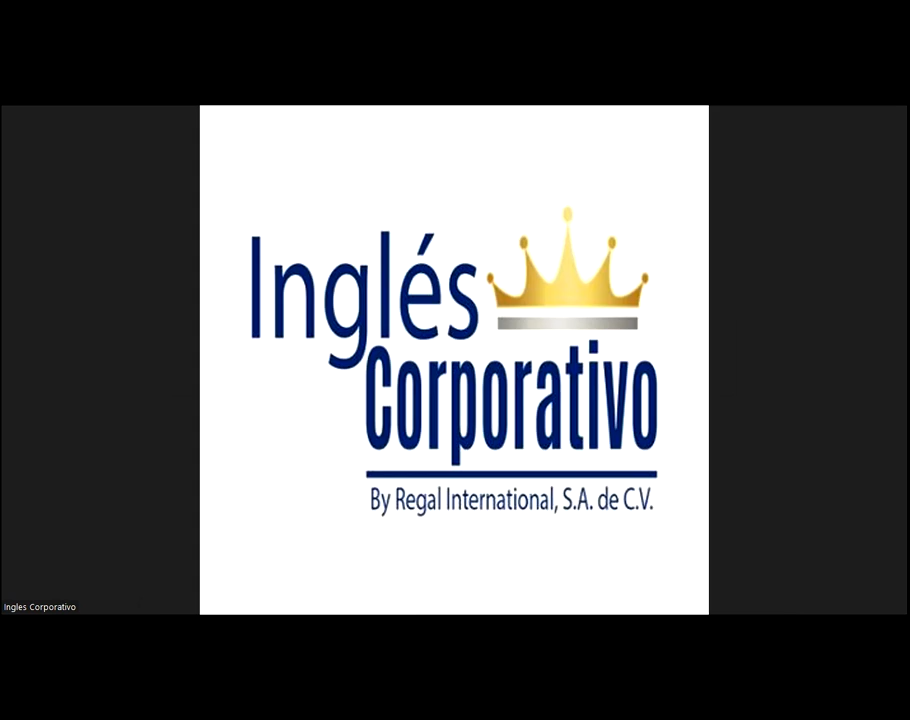 Inglés
Corporativo
By Regal International, S.A. de C.V.
Ingles Corporativo